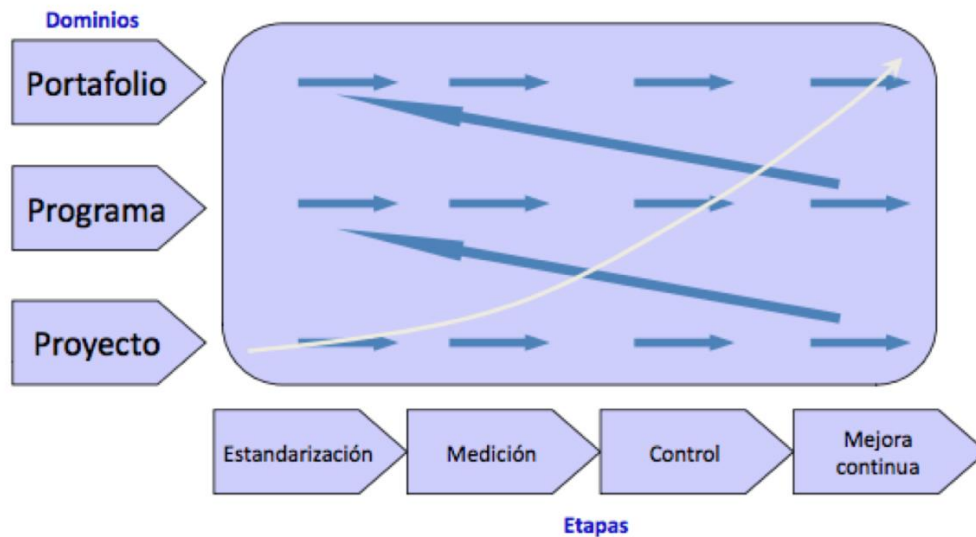 Dominios
Portafolio
Programa
Proyecto
Estandarización
Medición
Control
Mejora
continua
Etapas